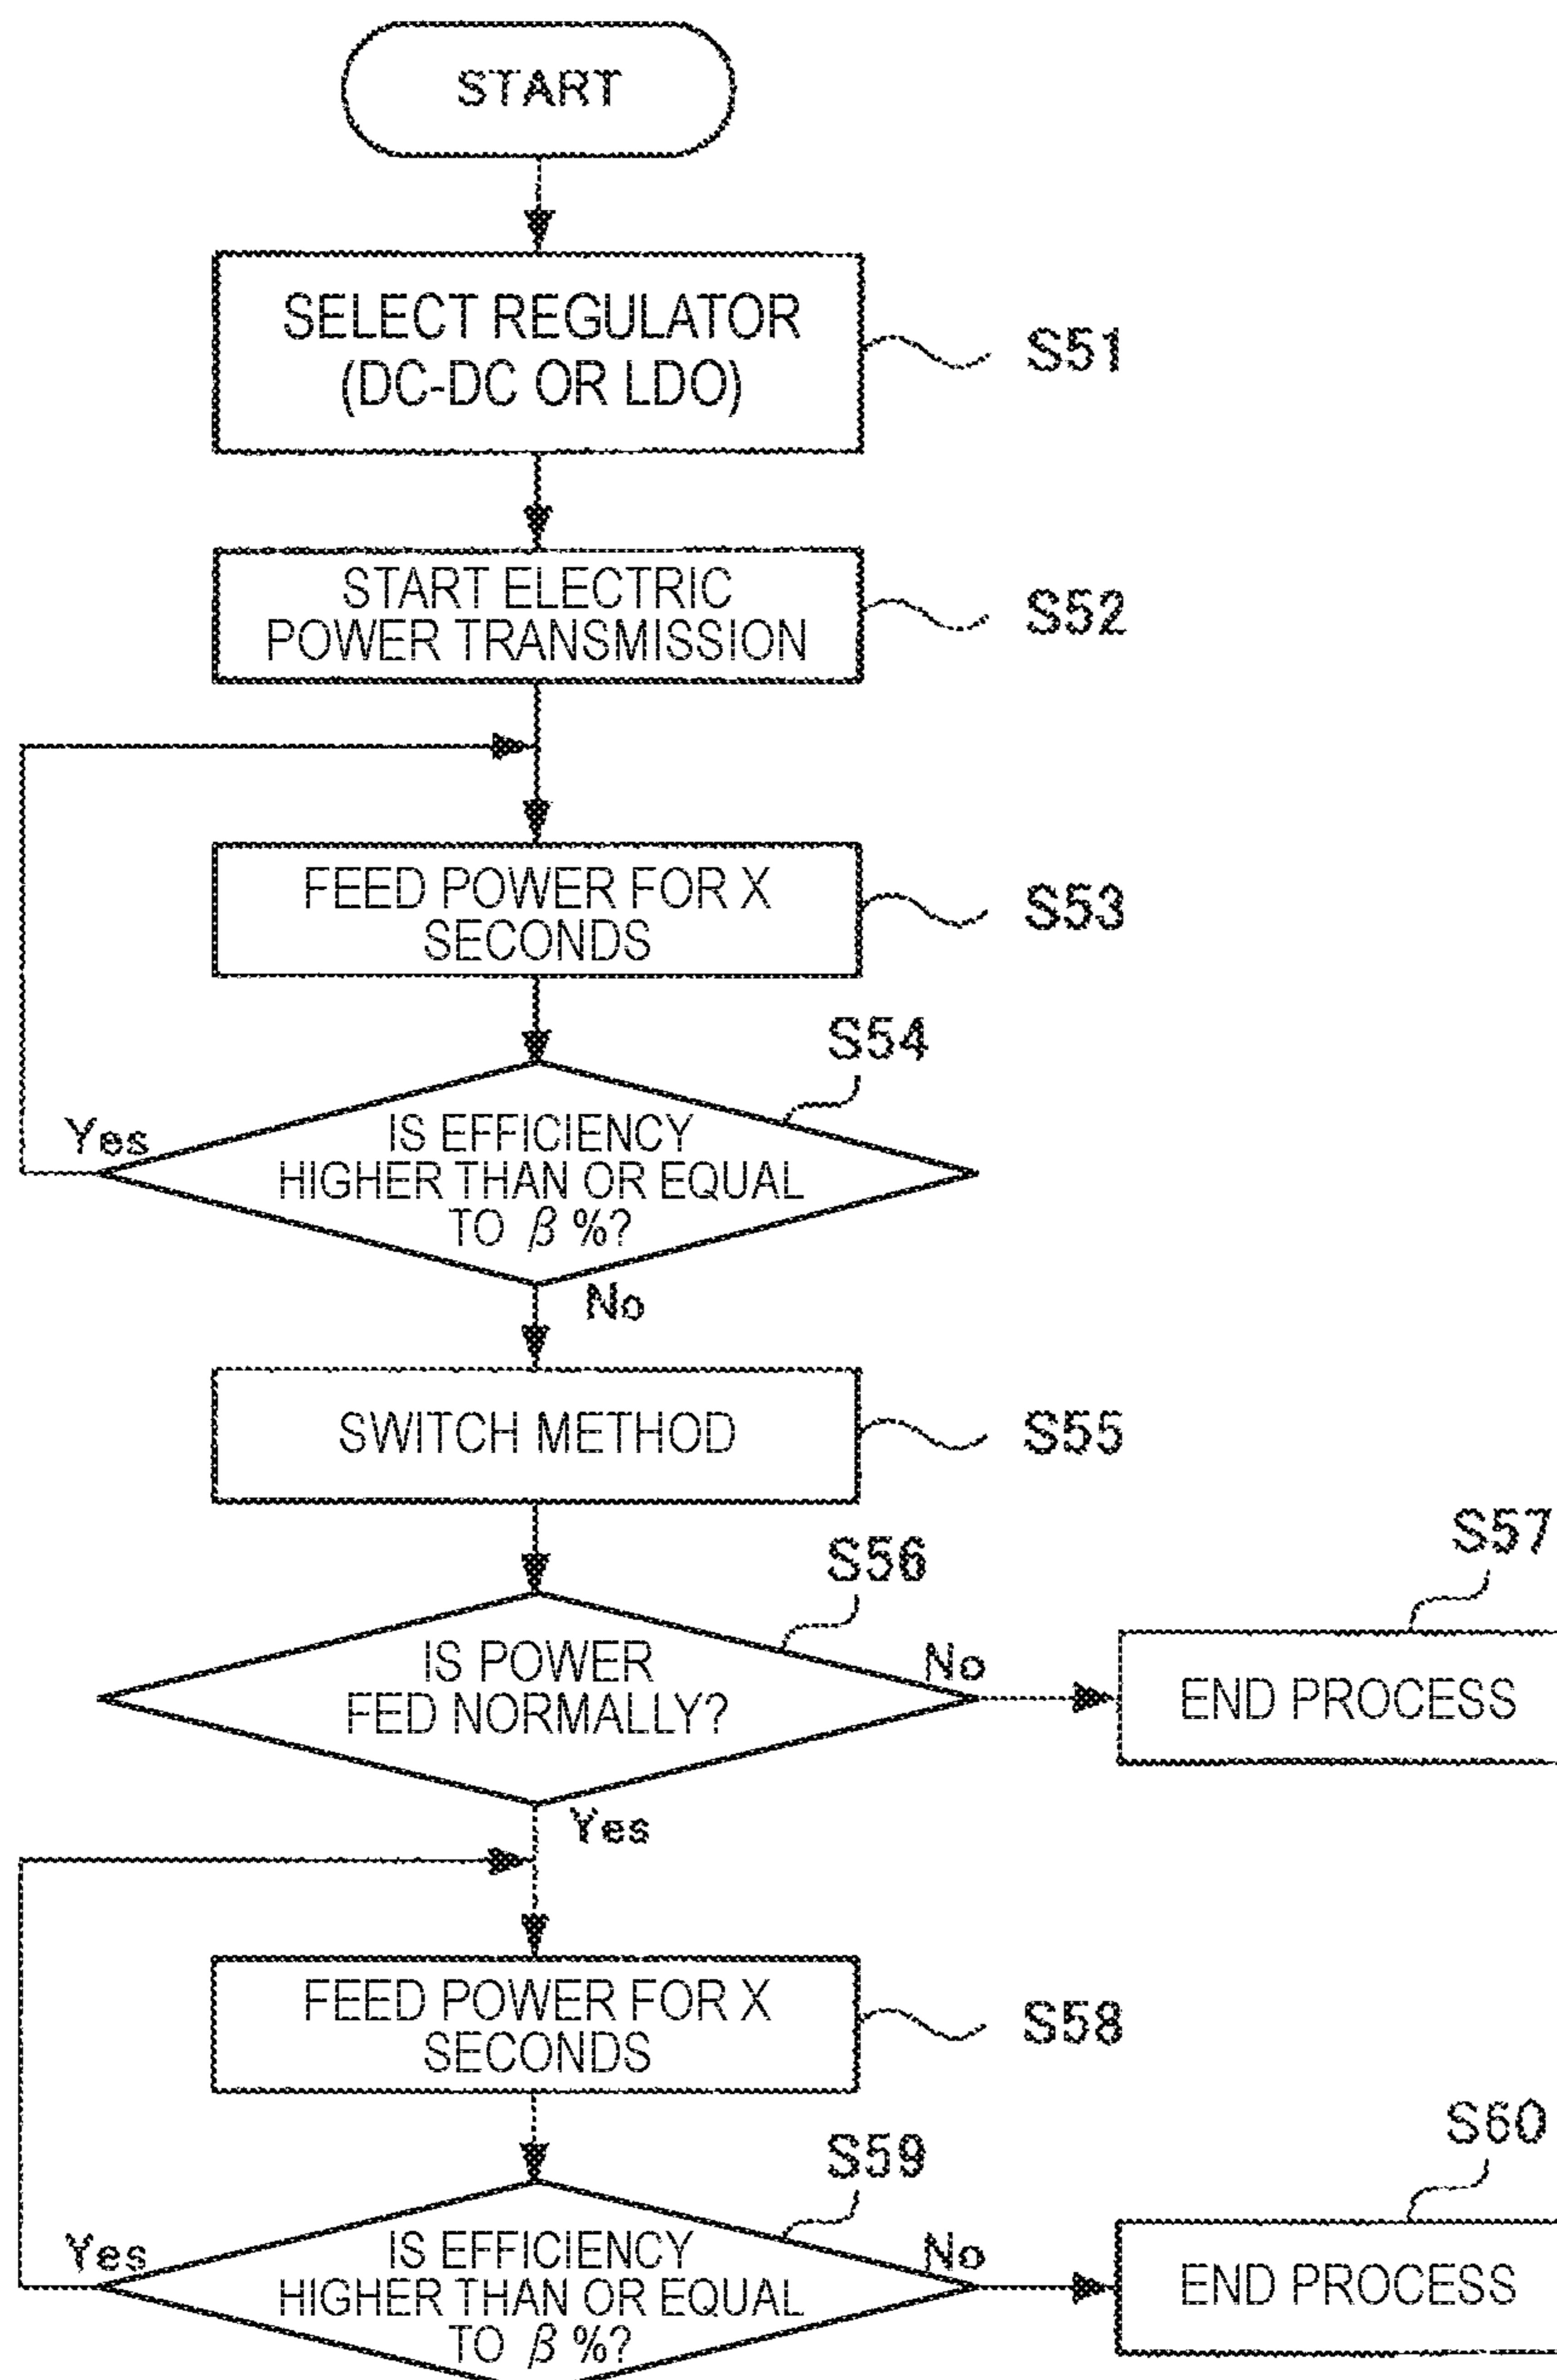 START
SELECT REGULATOR
(DC-DC OR LDO)
S51
START ELECTRIC
POWER TRANSMISSION
S52
FEED POWER FOR X
SECONDS
S53
S54
IS EFFICIENCY
HIGHER THAN OR EQUAL
TO β %?
Yes
No
SWITCH METHOD
S55
S56
IS POWER
FED NORMALLY?
No
S57
END PROCESS
Yes
FEED POWER FOR X
SECONDS
S58
S59
IS EFFICIENCY
HIGHER THAN OR EQUAL
TO β %?
Yes
No
S60
END PROCESS